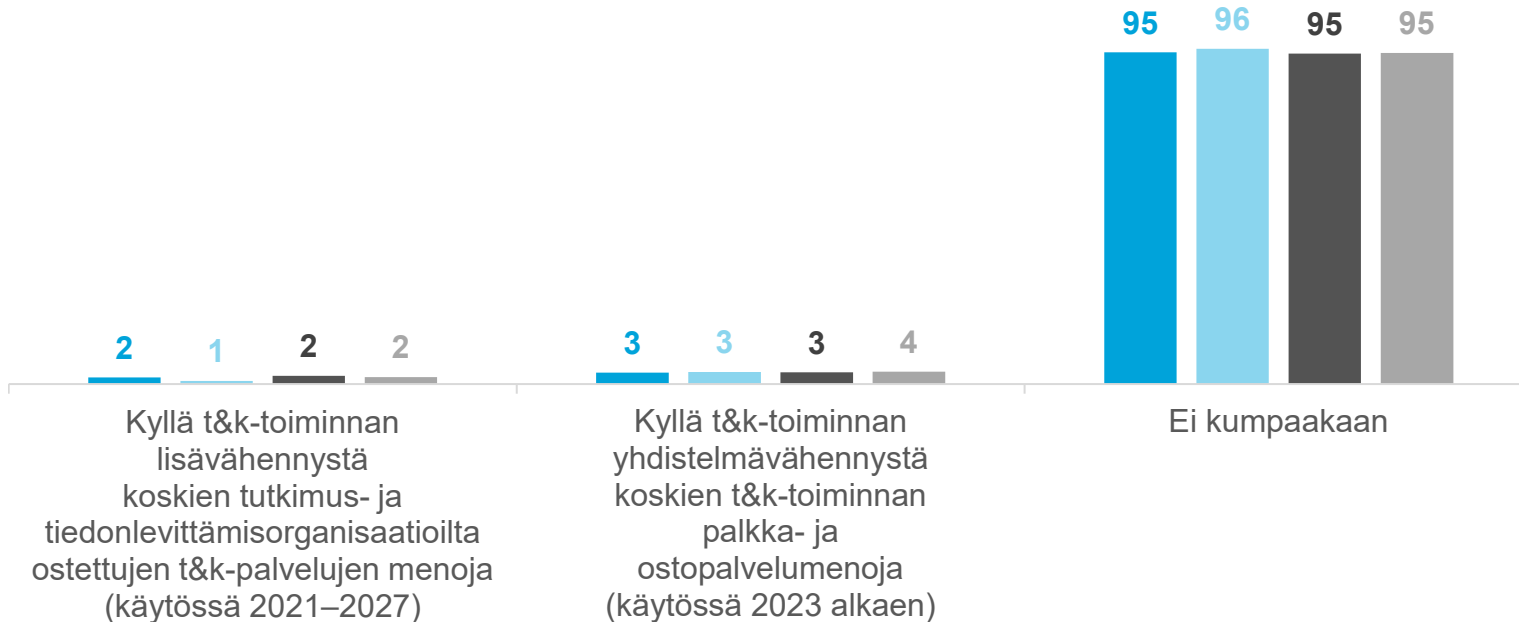 95 96 95 95
2 1 2 2
3 3 3 4
Kyllä t&k-toiminnan
lisävähennystä
koskien tutkimus- ja
tiedonlevittämisorganisaatioilta
ostettujen t&k-palvelujen menoja
(käytössä 2021–2027)
Kyllä t&k-toiminnan
yhdistelmävähennystä
koskien t&k-toiminnan
palkka- ja
ostopalvelumenoja
(käytössä 2023 alkaen)
Ei kumpaakaan